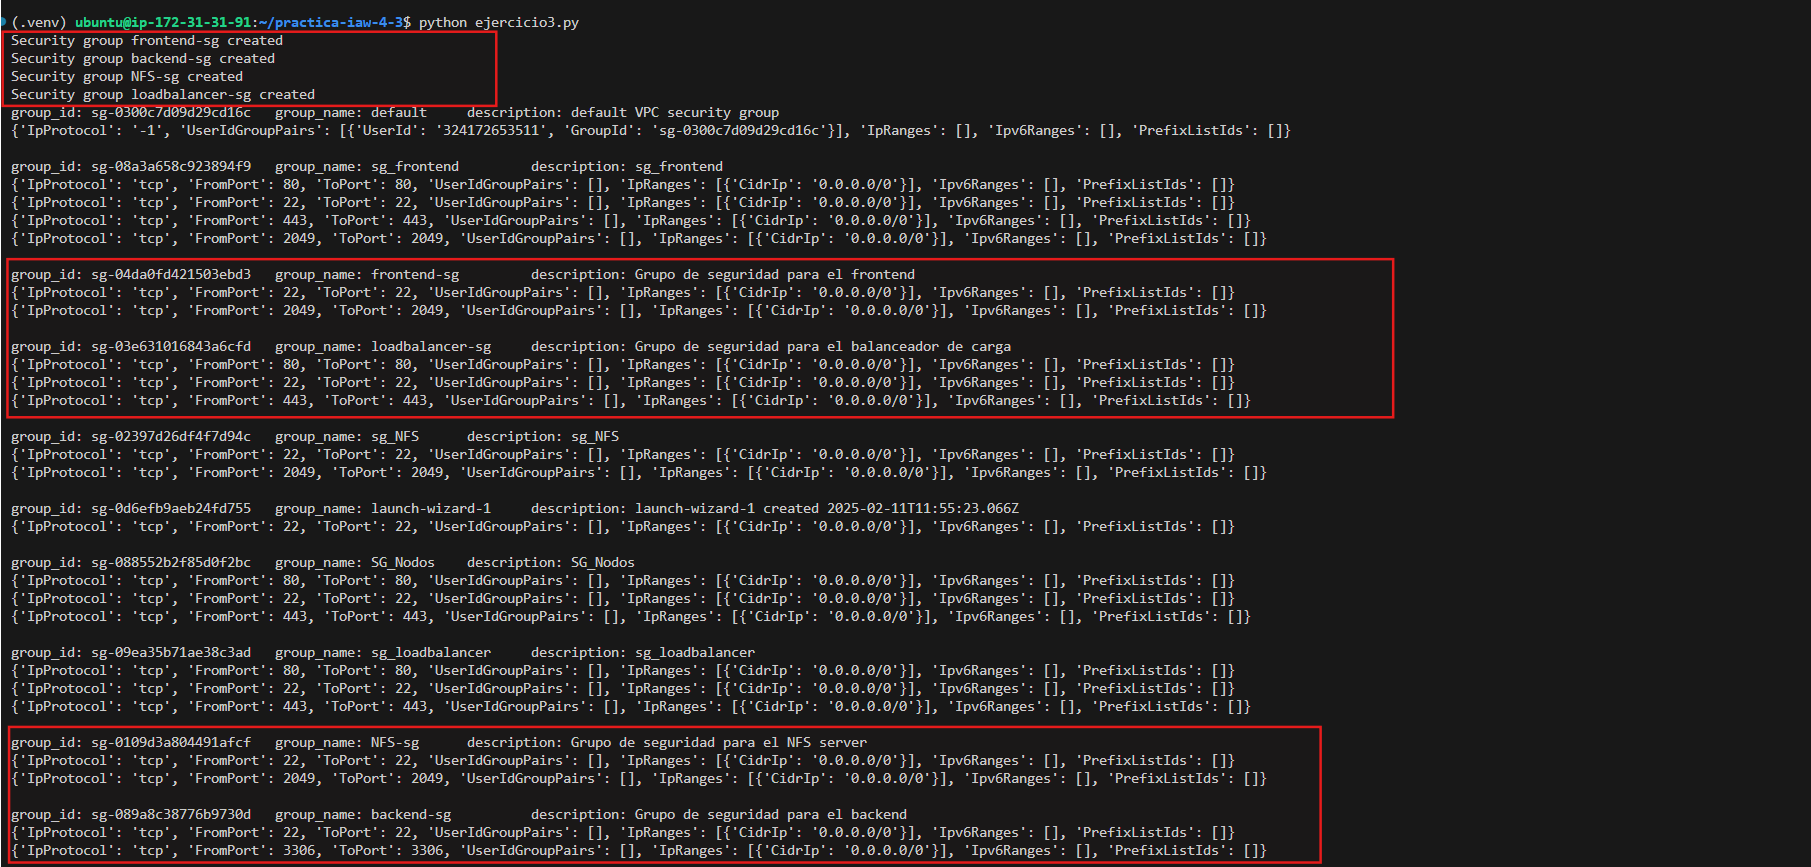 (.venv) ubuntu@ip-172-31-31-91:~/practica-iaw-4-3$ python ejercicio3.py
Security group frontend-sg created
Security group backend-sg created
Security group NFS-sg created
Security group loadbalancer-sg created
group_id: sg-0300c7d09d29cd16c   group_name: default     description: default VPC security group
{'IpProtocol': '-1', 'UserIdGroupPairs': [{'UserId': '324172653511', 'GroupId': 'sg-0300c7d09d29cd16c'}], 'IpRanges': [], 'Ipv6Ranges': [], 'PrefixListIds': []}
group_id: sg-08a3a658c923894f9   group_name: sg_frontend         description: sg_frontend
{'IpProtocol': 'tcp', 'FromPort': 80, 'ToPort': 80, 'UserIdGroupPairs': [], 'IpRanges': [{'CidrIp': '0.0.0.0/0'}], 'Ipv6Ranges': [], 'PrefixListIds': []}
{'IpProtocol': 'tcp', 'FromPort': 22, 'ToPort': 22, 'UserIdGroupPairs': [], 'IpRanges': [{'CidrIp': '0.0.0.0/0'}], 'Ipv6Ranges': [], 'PrefixListIds': []}
{'IpProtocol': 'tcp', 'FromPort': 443, 'ToPort': 443, 'UserIdGroupPairs': [], 'IpRanges': [{'CidrIp': '0.0.0.0/0'}], 'Ipv6Ranges': [], 'PrefixListIds': []}
{'IpProtocol': 'tcp', 'FromPort': 2049, 'ToPort': 2049, 'UserIdGroupPairs': [], 'IpRanges': [{'CidrIp': '0.0.0.0/0'}], 'Ipv6Ranges': [], 'PrefixListIds': []}
group_id: sg-04da0fd421503ebd3   group_name: frontend-sg         description: Grupo de seguridad para el frontend
{'IpProtocol': 'tcp', 'FromPort': 22, 'ToPort': 22, 'UserIdGroupPairs': [], 'IpRanges': [{'CidrIp': '0.0.0.0/0'}], 'Ipv6Ranges': [], 'PrefixListIds': []}
{'IpProtocol': 'tcp', 'FromPort': 2049, 'ToPort': 2049, 'UserIdGroupPairs': [], 'IpRanges': [{'CidrIp': '0.0.0.0/0'}], 'Ipv6Ranges': [], 'PrefixListIds': []}
group_id: sg-03e631016843a6cfd   group_name: loadbalancer-sg     description: Grupo de seguridad para el balanceador de carga
{'IpProtocol': 'tcp', 'FromPort': 80, 'ToPort': 80, 'UserIdGroupPairs': [], 'IpRanges': [{'CidrIp': '0.0.0.0/0'}], 'Ipv6Ranges': [], 'PrefixListIds': []}
{'IpProtocol': 'tcp', 'FromPort': 22, 'ToPort': 22, 'UserIdGroupPairs': [], 'IpRanges': [{'CidrIp': '0.0.0.0/0'}], 'Ipv6Ranges': [], 'PrefixListIds': []}
{'IpProtocol': 'tcp', 'FromPort': 443, 'ToPort': 443, 'UserIdGroupPairs': [], 'IpRanges': [{'CidrIp': '0.0.0.0/0'}], 'Ipv6Ranges': [], 'PrefixListIds': []}
group_id: sg-02397d26df4f7d94c   group_name: sg_NFS      description: sg_NFS
{'IpProtocol': 'tcp', 'FromPort': 22, 'ToPort': 22, 'UserIdGroupPairs': [], 'IpRanges': [{'CidrIp': '0.0.0.0/0'}], 'Ipv6Ranges': [], 'PrefixListIds': []}
{'IpProtocol': 'tcp', 'FromPort': 2049, 'ToPort': 2049, 'UserIdGroupPairs': [], 'IpRanges': [{'CidrIp': '0.0.0.0/0'}], 'Ipv6Ranges': [], 'PrefixListIds': []}
group_id: sg-0d6efb9aeb24fd755   group_name: launch-wizard-1     description: launch-wizard-1 created 2025-02-11T11:55:23.066Z
{'IpProtocol': 'tcp', 'FromPort': 22, 'ToPort': 22, 'UserIdGroupPairs': [], 'IpRanges': [{'CidrIp': '0.0.0.0/0'}], 'Ipv6Ranges': [], 'PrefixListIds': []}
group_id: sg-088552b2f85d0f2bc   group_name: SG_Nodos    description: SG_Nodos
{'IpProtocol': 'tcp', 'FromPort': 80, 'ToPort': 80, 'UserIdGroupPairs': [], 'IpRanges': [{'CidrIp': '0.0.0.0/0'}], 'Ipv6Ranges': [], 'PrefixListIds': []}
{'IpProtocol': 'tcp', 'FromPort': 22, 'ToPort': 22, 'UserIdGroupPairs': [], 'IpRanges': [{'CidrIp': '0.0.0.0/0'}], 'Ipv6Ranges': [], 'PrefixListIds': []}
{'IpProtocol': 'tcp', 'FromPort': 443, 'ToPort': 443, 'UserIdGroupPairs': [], 'IpRanges': [{'CidrIp': '0.0.0.0/0'}], 'Ipv6Ranges': [], 'PrefixListIds': []}
group_id: sg-09ea35b71ae38c3ad   group_name: sg_loadbalancer     description: sg_loadbalancer
{'IpProtocol': 'tcp', 'FromPort': 80, 'ToPort': 80, 'UserIdGroupPairs': [], 'IpRanges': [{'CidrIp': '0.0.0.0/0'}], 'Ipv6Ranges': [], 'PrefixListIds': []}
{'IpProtocol': 'tcp', 'FromPort': 22, 'ToPort': 22, 'UserIdGroupPairs': [], 'IpRanges': [{'CidrIp': '0.0.0.0/0'}], 'Ipv6Ranges': [], 'PrefixListIds': []}
{'IpProtocol': 'tcp', 'FromPort': 443, 'ToPort': 443, 'UserIdGroupPairs': [], 'IpRanges': [{'CidrIp': '0.0.0.0/0'}], 'Ipv6Ranges': [], 'PrefixListIds': []}
group_id: sg-0109d3a804491afcf   group_name: NFS-sg      description: Grupo de seguridad para el NFS server
{'IpProtocol': 'tcp', 'FromPort': 22, 'ToPort': 22, 'UserIdGroupPairs': [], 'IpRanges': [{'CidrIp': '0.0.0.0/0'}], 'Ipv6Ranges': [], 'PrefixListIds': []}
{'IpProtocol': 'tcp', 'FromPort': 2049, 'ToPort': 2049, 'UserIdGroupPairs': [], 'IpRanges': [{'CidrIp': '0.0.0.0/0'}], 'Ipv6Ranges': [], 'PrefixListIds': []}
group_id: sg-089a8c38776b9730d   group_name: backend-sg          description: Grupo de seguridad para el backend
{'IpProtocol': 'tcp', 'FromPort': 22, 'ToPort': 22, 'UserIdGroupPairs': [], 'IpRanges': [{'CidrIp': '0.0.0.0/0'}], 'Ipv6Ranges': [], 'PrefixListIds': []}
{'IpProtocol': 'tcp', 'FromPort': 3306, 'ToPort': 3306, 'UserIdGroupPairs': [], 'IpRanges': [{'CidrIp': '0.0.0.0/0'}], 'Ipv6Ranges': [], 'PrefixListIds': []}